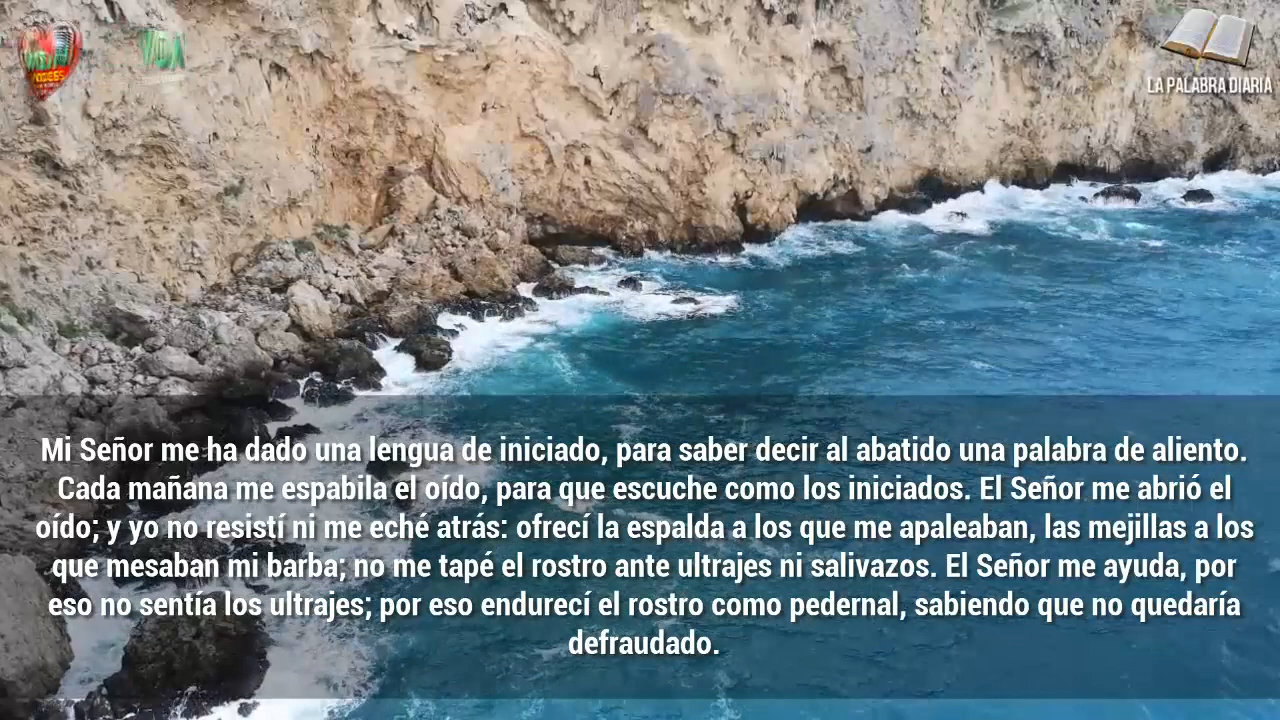 VIDA
LA PALABRA DIARIA
Mi Señor me ha dado una lengua de iniciado, para saber decir al abatido una palabra de aliento.
Cada mañana me espabila el oído, para que escuche como los iniciados. El Señor me abrió el
oído; y yo no resistí ni me eché atrás: ofrecí la espalda a los que me apaleaban, las mejillas a los
que mesaban mi barba; no me tapé el rostro ante ultrajes ni salivazos. El Señor me ayuda, por
eso no sentía los ultrajes; por eso endurecí el rostro como pedernal, sabiendo que no quedaría
defraudado.